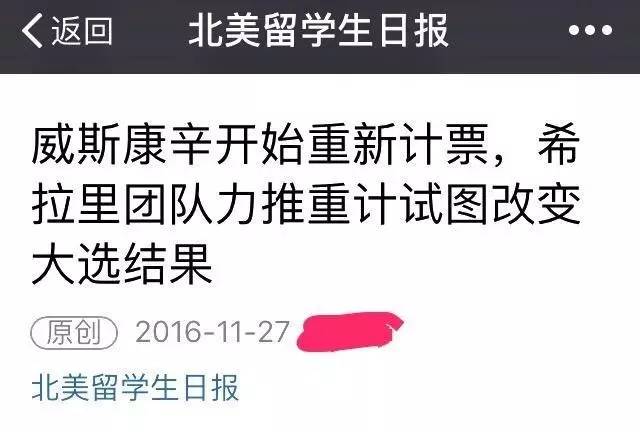 返回 北美留学生日报
威斯康辛开始重新计票，希
拉里团队力推重计试图改变
大选结果
原创 2016-11-27
北美留学生日报